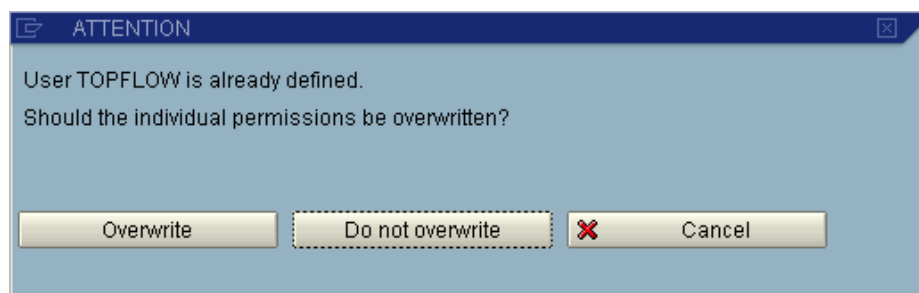 ATTENTION
User TOPFLOW is already defined.
Should the individual permissions be overwritten?
Overwrite
Do not overwrite
Cancel